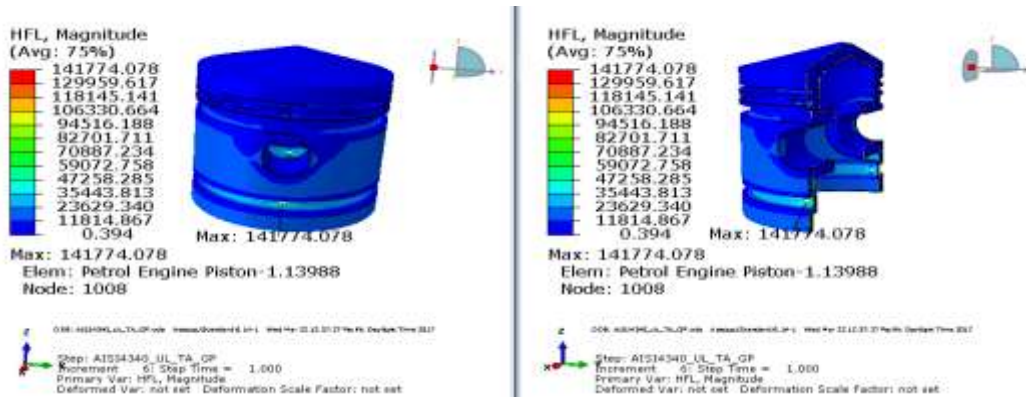 HFL, Magnitude
(Avg: 75%)
141774.078
129959.617
118145.141
106330.664
94516.188
82701.711
70887.234
59072.758
47258.285
35443.813
23629.340
11814.867
0.394
Max: 141774.078
Max: 141774.078
Elem: Petrol Engine Piston-1.13988
Node: 1008
Step: AISI4340_UL_TA_GP
Increment 6: Step Time = 1.000
Primary Var: HFL, Magnitude
Deformed Var: not set Deformation Scale Factor: not set
HFL, Magnitude
(Avg: 75%)
141774.078
129959.617
118145.141
106330.664
94516.188
82701.711
70887.234
59072.758
47258.285
35443.813
23629.340
11814.867
0.394
Max: 141774.078
Max: 141774.078
Elem: Petrol Engine Piston-1.13988
Node: 1008
Step: AISI4340_UL_TA_GP
Increment 6: Step Time = 1.000
Primary Var: HFL, Magnitude
Deformed Var: not set Deformation Scale Factor: not set